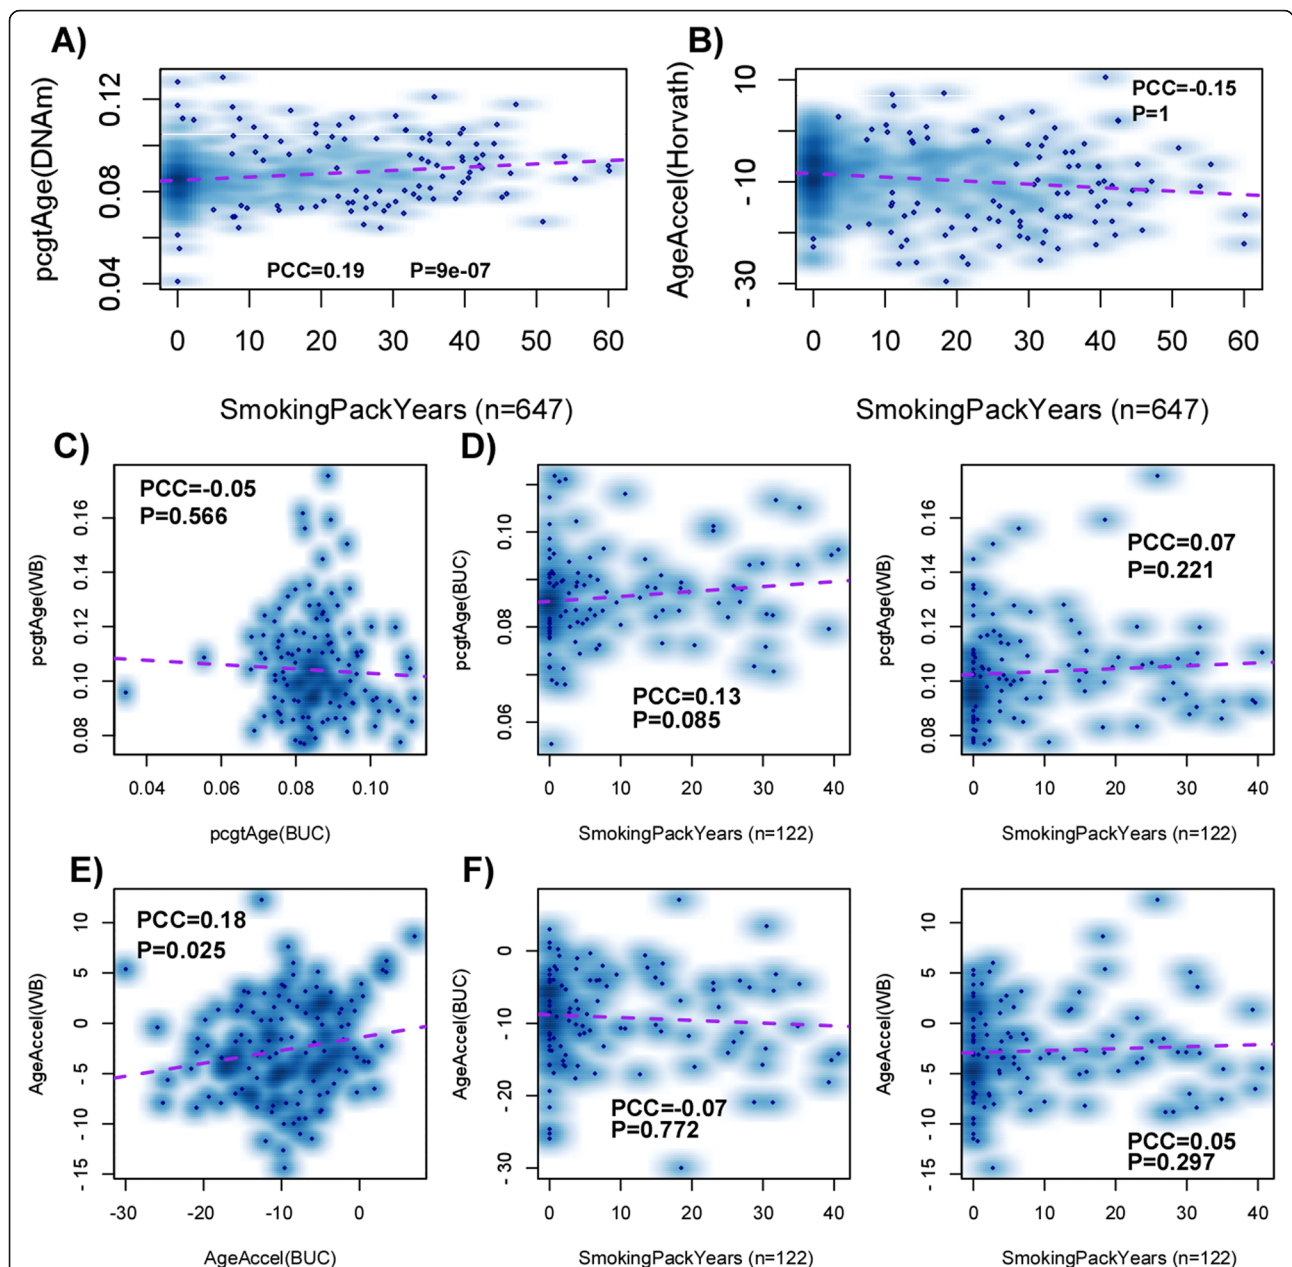 A)
pcgtAge(DNAm)
0.04 0.08 0.12
PCC=0.19 P=9e-07
0 10 20 30 40 50 60
SmokingPackYears (n=647)
B)
AgeAccel(Horvath)
-30 -10 10
PCC=-0.15
P=1
0 10 20 30 40 50 60
SmokingPackYears (n=647)
C)
pcgtAge(WB)
0.08 0.10 0.12 0.14 0.16
PCC=-0.05
P=0.566
0.04 0.06 0.08 0.10
pcgtAge(BUC)
D)
pcgtAge(BUC)
0.06 0.08 0.10
PCC=0.13
P=0.085
0 10 20 30 40
SmokingPackYears (n=122)
pcgtAge(WB)
0.08 0.10 0.12 0.14 0.16
PCC=0.07
P=0.221
0 10 20 30 40
SmokingPackYears (n=122)
E)
AgeAccel(WB)
-15 -10 -5 0 5 10
PCC=0.18
P=0.025
-30 -20 -10 0
AgeAccel(BUC)
F)
AgeAccel(BUC)
-30 -20 -10 0
PCC=-0.07
P=0.772
0 10 20 30 40
SmokingPackYears (n=122)
AgeAccel(WB)
-15 -10 -5 0 5 10
PCC=0.05
P=0.297
0 10 20 30 40
SmokingPackYears (n=122)